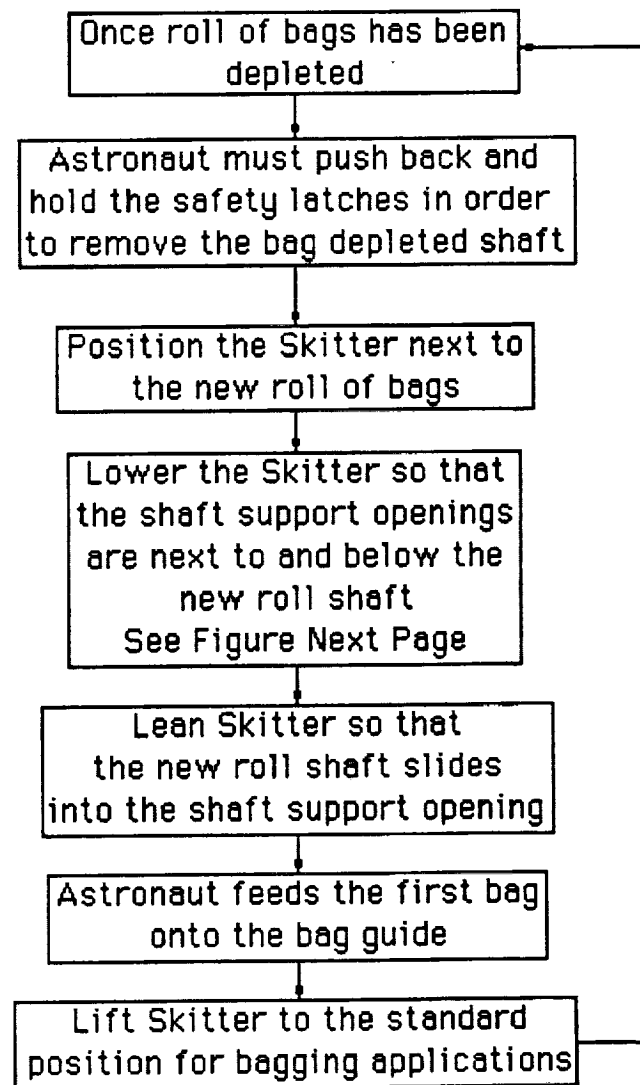 Once roll of bags has been
depleted
Astronaut must push back and
hold the safety latches in order
to remove the bag depleted shaft
Position the Skitter next to
the new roll of bags
Lower the Skitter so that
the shaft support openings
are next to and below the
new roll shaft
See Figure Next Page
Lean Skitter so that
the new roll shaft slides
into the shaft support opening
Astronaut feeds the first bag
onto the bag guide
Lift Skitter to the standard
position for bagging applications